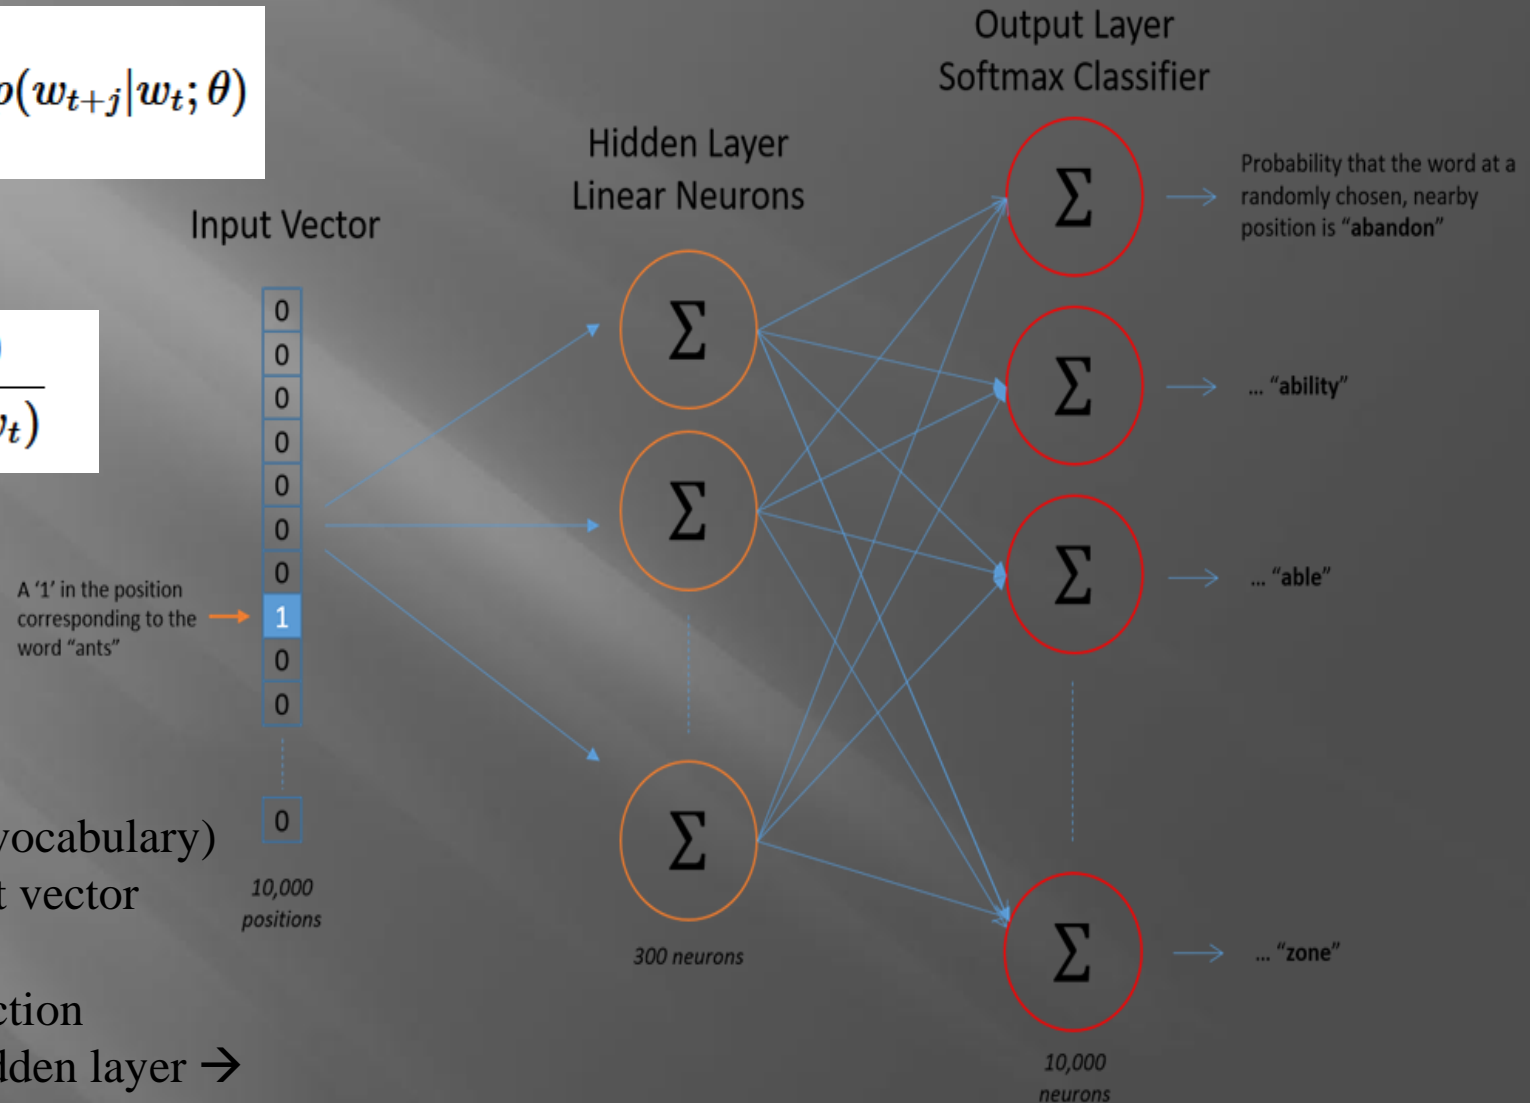 p(w_{t+j}|w_t; θ)
w_t)
Input Vector
0
0
0
0
0
0
0
1
0
0
0
A ‘1’ in the position
corresponding to the
word “ants”
10,000
positions
Hidden Layer
Linear Neurons
Σ
Σ
Σ
300 neurons
Output Layer
Softmax Classifier
Σ
Σ
Σ
Σ
10,000
neurons
Probability that the word at a
randomly chosen, nearby
position is “abandon”
... “ability”
... “able”
... “zone”
vocabulary)
t vector
ction
dden layer →